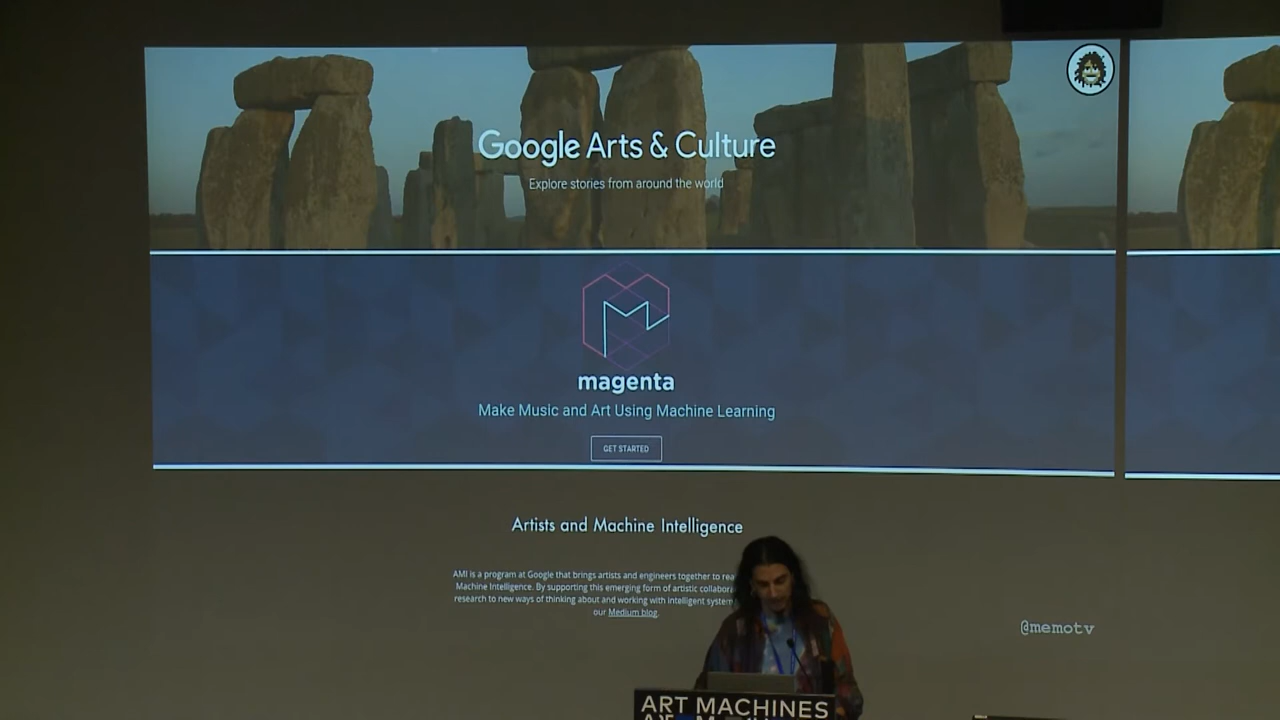 Google Arts & Culture
Explore stories from around the world
magenta
Make Music and Art Using Machine Learning
GET STARTED
Artists and Machine Intelligence
AMI is a program at Google that brings artists and engineers together to
Machine Intelligence. By supporting this emerging form of artistic
research to new ways of thinking about and working with intelligent
our Medium blog.
@memotv
ART MACHINES